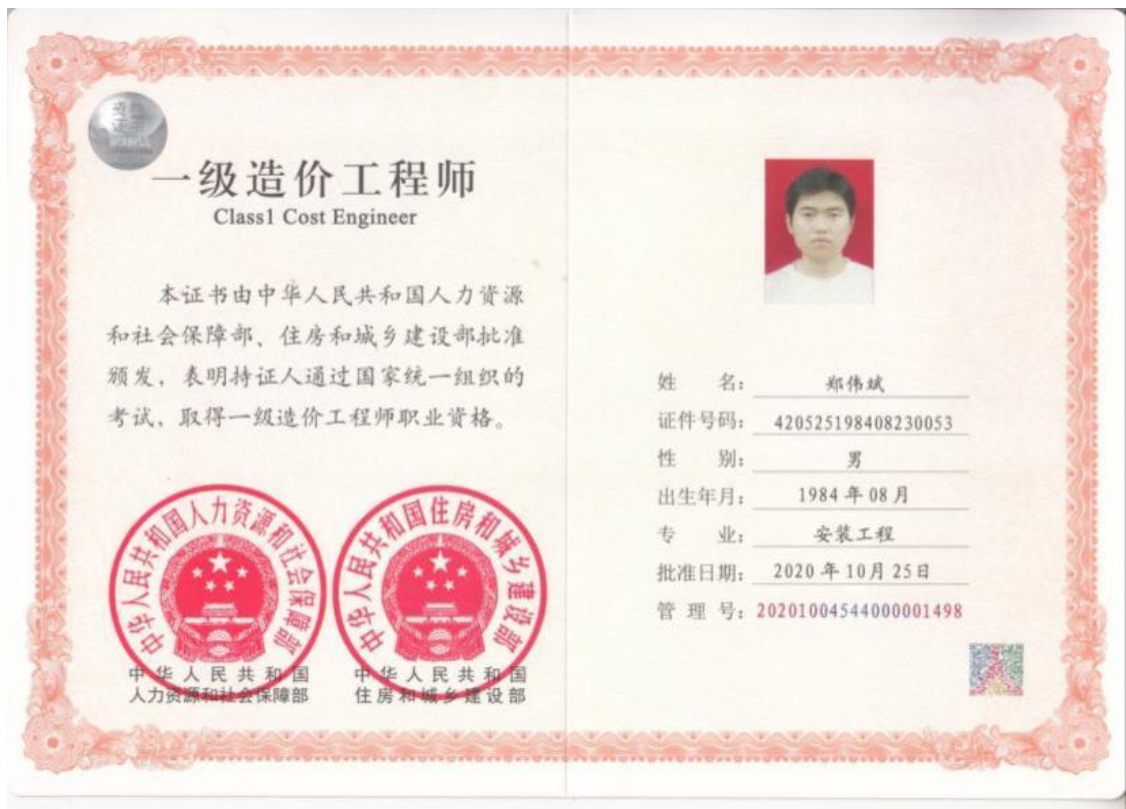 一级造价工程师
Class1 Cost Engineer
本证书由中华人民共和国人力资源
和社会保障部、住房和城乡建设部批准
颁发，表明持证人通过国家统一组织的
考试，取得一级造价工程师职业资格。
中华人民共和国人力资源和社会保障部
中华人民共和国住房和城乡建设部
中华人民共和国
人力资源和社会保障部
中华人民共和国
住房和城乡建设部
姓 名：郑伟斌
证件号码：420525198408230053
性 别：男
出生年月：1984年08月
专 业：安装工程
批准日期：2020年10月25日
管 理 号：20201004544000001498